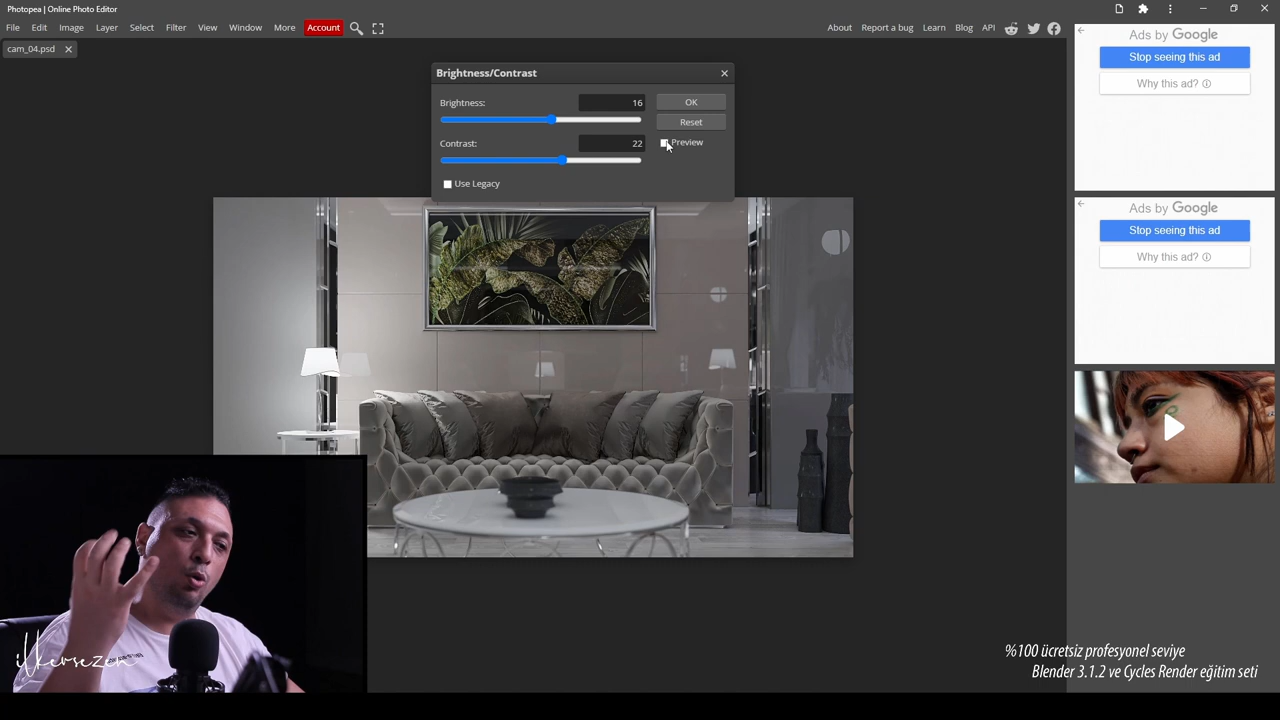 Photopea | Online Photo Editor
File Edit Image Layer Select Filter View Window More Account
About Report a bug Learn Blog API
cam_04.psd
Brightness/Contrast
Brightness: 16 OK
Reset
Contrast: 22 Preview
Use Legacy
Ads by Google
Stop seeing this ad
Why this ad?
Ads by Google
Stop seeing this ad
Why this ad?
ilkersezen
%100 ücretsiz profesyonel seviye
Blender 3.1.2 ve Cycles Render eğitim seti